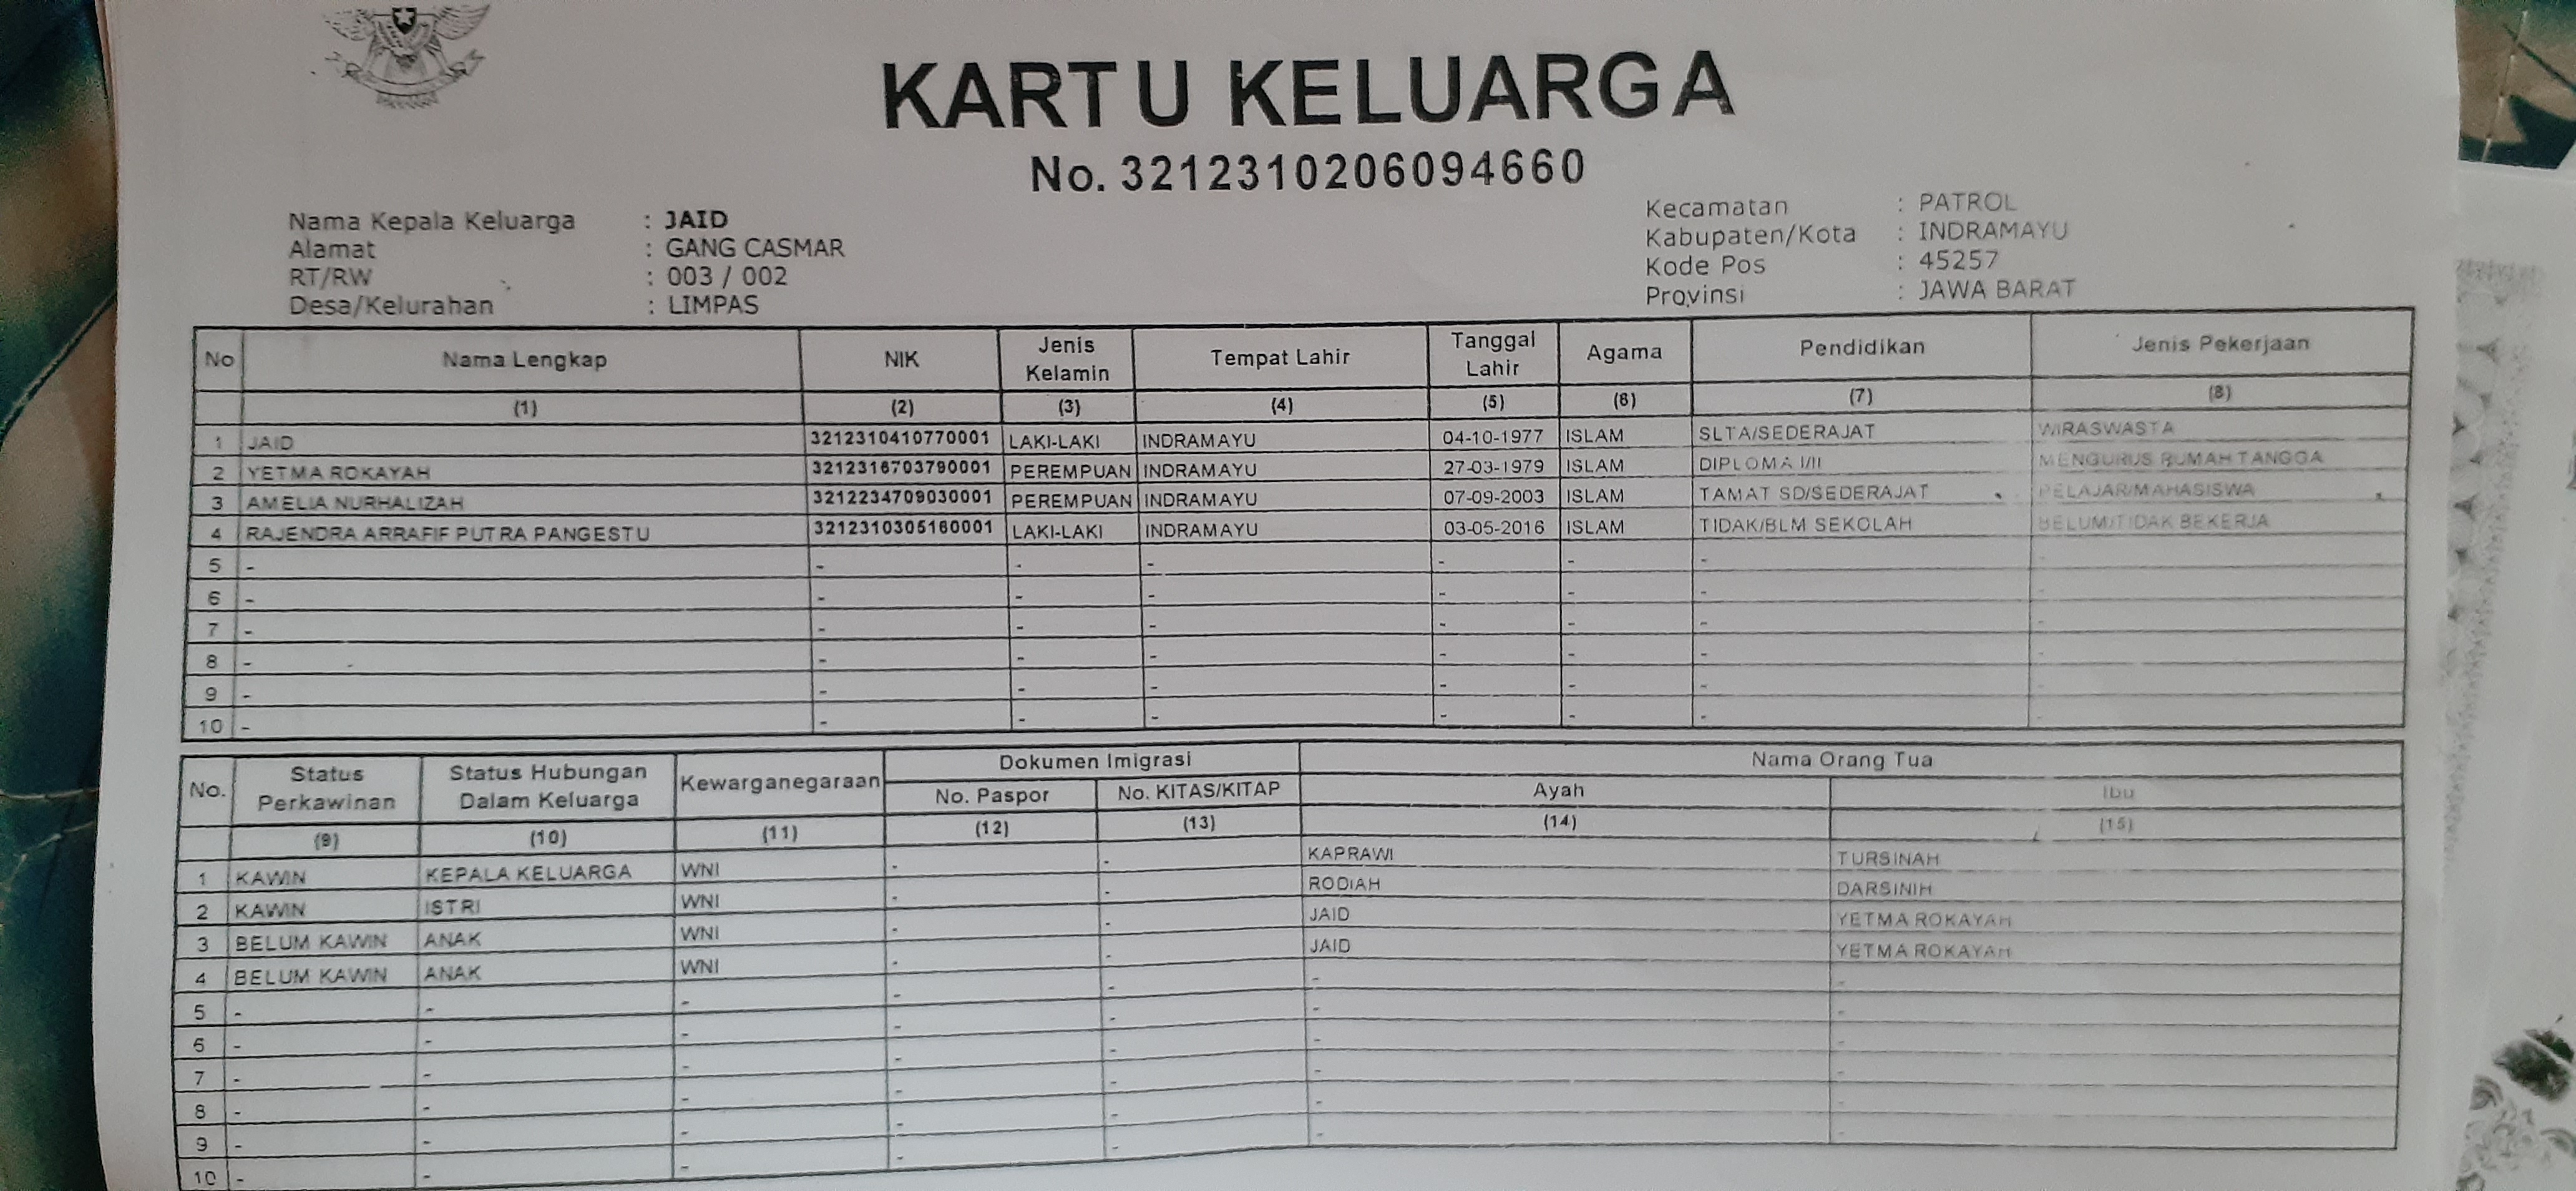 KARTU KELUARGA
No. 3212310206094660
Nama Kepala Keluarga : JAID
Alamat : GANG CASMAR
RT/RW : 003 / 002
Desa/Kelurahan : LIMPAS
Kecamatan : PATROL
Kabupaten/Kota : INDRAMAYU
Kode Pos : 45257
Provinsi : JAWA BARAT
No Nama Lengkap NIK Jenis Kelamin Tempat Lahir Tanggal Lahir Agama Pendidikan Jenis Pekerjaan
(1) (2) (3) (4) (5) (6) (7) (8)
1 JAID 3212310410770001 LAKI-LAKI INDRAMAYU 04-10-1977 ISLAM SLTA/SEDERAJAT WIRASWASTA
2 YETMA ROKAYAH 3212316703790001 PEREMPUAN INDRAMAYU 27-03-1979 ISLAM DIPLOMA I/II MENGURUS RUMAH TANGGA
3 AMELIA NURHALIZAH 3212234709030001 PEREMPUAN INDRAMAYU 07-09-2003 ISLAM TAMAT SD/SEDERAJAT PELAJAR/MAHASISWA
4 RAJENDRA ARRAFIF PUTRA PANGESTU 3212310305160001 LAKI-LAKI INDRAMAYU 03-05-2016 ISLAM TIDAK/BLM SEKOLAH BELUM/TIDAK BEKERJA
5 - - - - - - - -
6 - - - - - - - -
7 - - - - - - - -
8 - - - - - - - -
9 - - - - - - - -
10 - - - - - - - -
No. Status Perkawinan Status Hubungan Dalam Keluarga Kewarganegaraan Dokumen Imigrasi Nama Orang Tua
No. Paspor No. KITAS/KITAP Ayah Ibu
(9) (10) (11) (12) (13) (14) (15)
1 KAWIN KEPALA KELUARGA WNI - - KAPRAWI TURSINAH
2 KAWIN ISTRI WNI - - RODIAH DARSINIH
3 BELUM KAWIN ANAK WNI - - JAID YETMA ROKAYAH
4 BELUM KAWIN ANAK WNI - - JAID YETMA ROKAYAH
5 - - - - - - -
6 - - - - - - -
7 - - - - - - -
8 - - - - - - -
9 - - - - - - -
10 - - - -